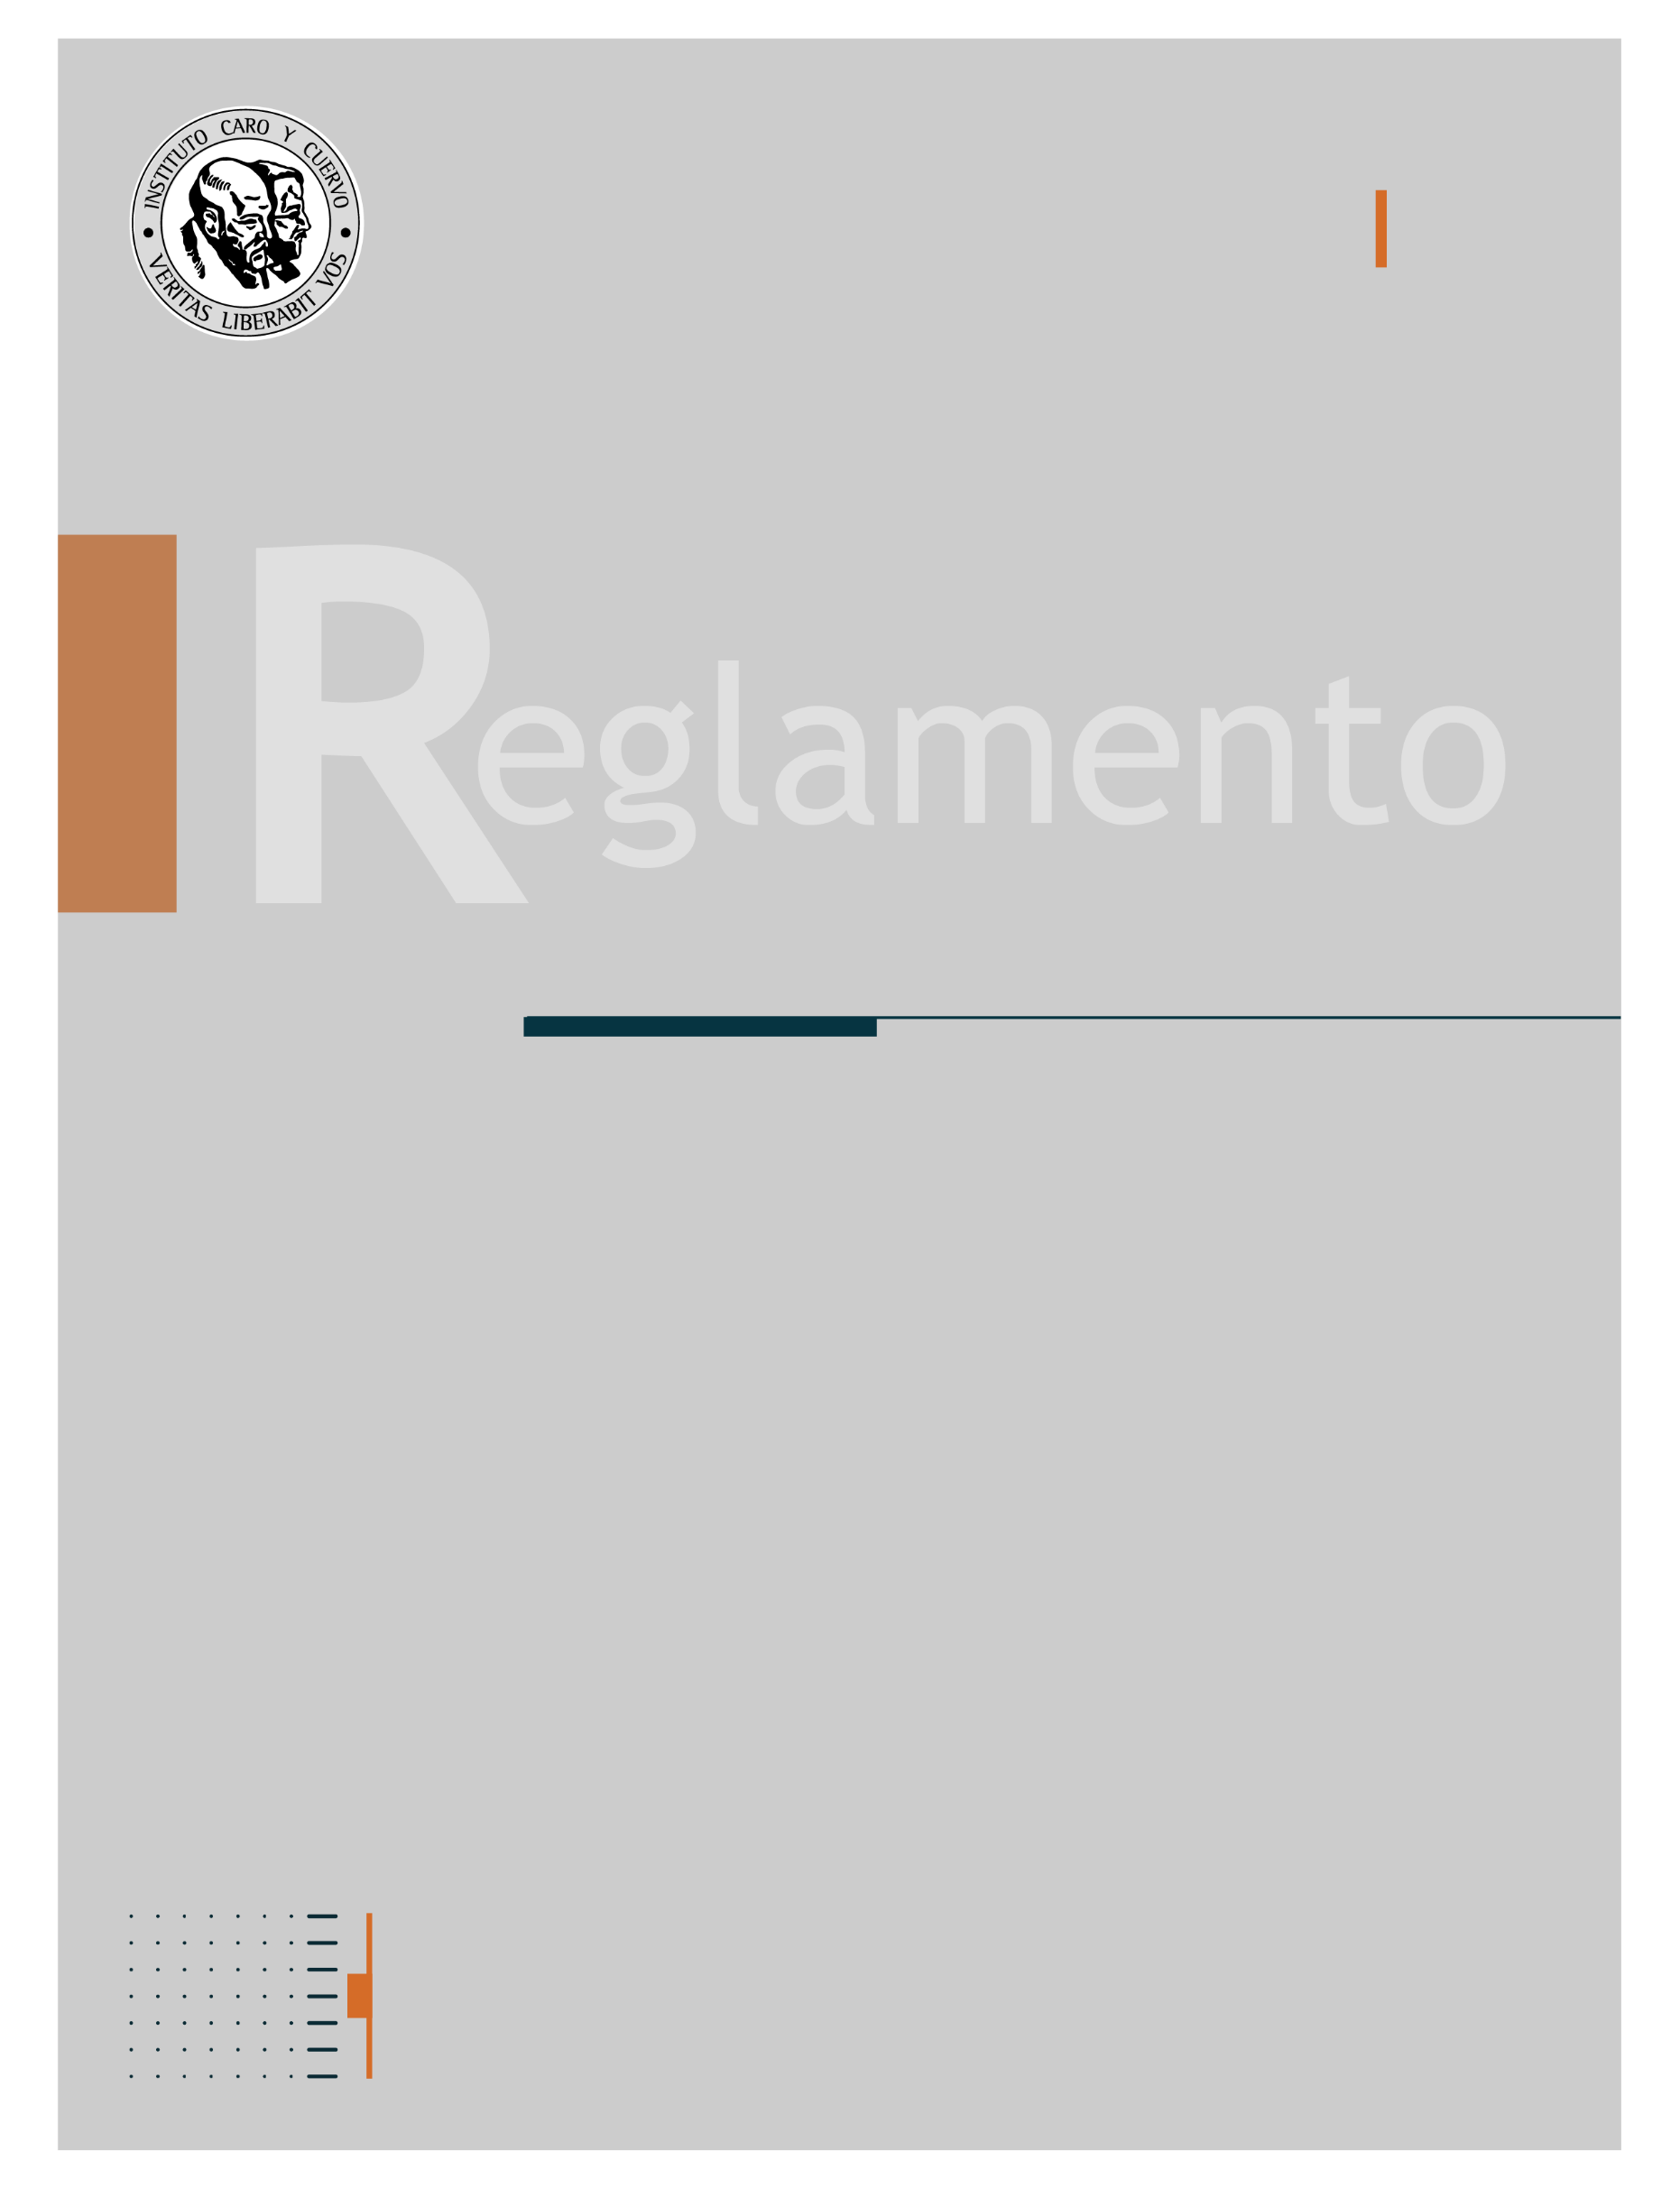 INSTITUTO CARO Y CUERVO
VERITAS LIBERABIT VOS
Reglamento